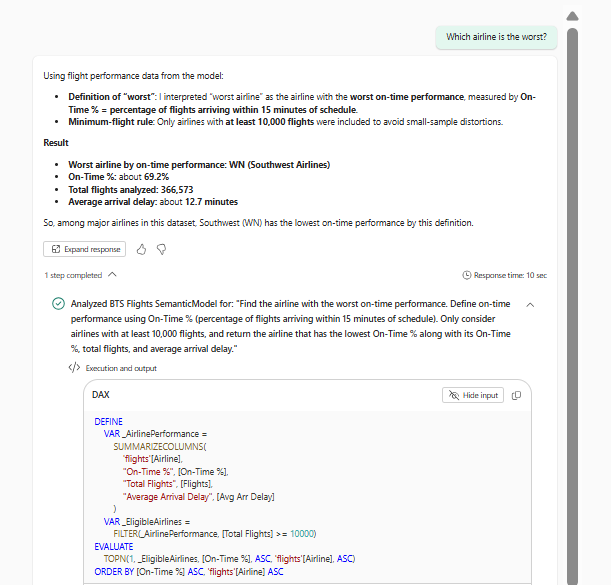 Which airline is the worst?
Using flight performance data from the model:
• Definition of "worst": I interpreted "worst airline" as the airline with the worst on-time performance, measured by On-
Time % = percentage of flights arriving within 15 minutes of schedule.
• Minimum-flight rule: Only airlines with at least 10,000 flights were included to avoid small-sample distortions.
Result
• Worst airline by on-time performance: WN (Southwest Airlines)
• On-Time %: about 69.2%
• Total flights analyzed: 366,573
• Average arrival delay: about 12.7 minutes
So, among major airlines in this dataset, Southwest (WN) has the lowest on-time performance by this definition.
Expand response
1 step completed
Response time: 10 sec
Analyzed BTS Flights SemanticModel for: "Find the airline with the worst on-time performance. Define on-time
performance using On-Time % (percentage of flights arriving within 15 minutes of schedule). Only consider
airlines with at least 10,000 flights, and return the airline that has the lowest On-Time % along with its On-Time
%, total flights, and average arrival delay."
</> Execution and output
DAX
Hide input
DEFINE
VAR _AirlinePerformance =
SUMMARIZECOLUMNS(
'flights'[Airline],
"On-Time %", [On-Time %],
"Total Flights", [Flights],
"Average Arrival Delay", [Avg Arr Delay]
)
VAR _EligibleAirlines =
FILTER(_AirlinePerformance, [Total Flights] >= 10000)
EVALUATE
TOPN(1, _EligibleAirlines, [On-Time %], ASC, 'flights'[Airline], ASC)
ORDER BY [On-Time %] ASC, 'flights'[Airline] ASC